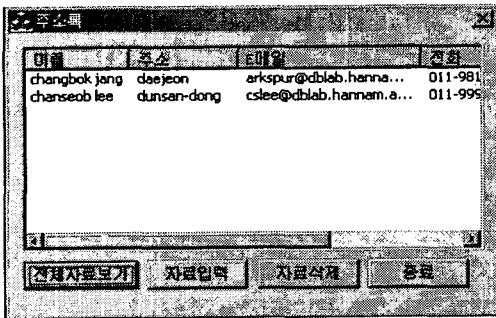 주소록
이름 주소 E메일 전화
changbok jang daejeon arkspur@dblab.hanna... 011-981
chanseob lee dunsan-dong cslee@dblab.hannam.a... 011-999
전체자료보기 자료입력 자료삭제 종료